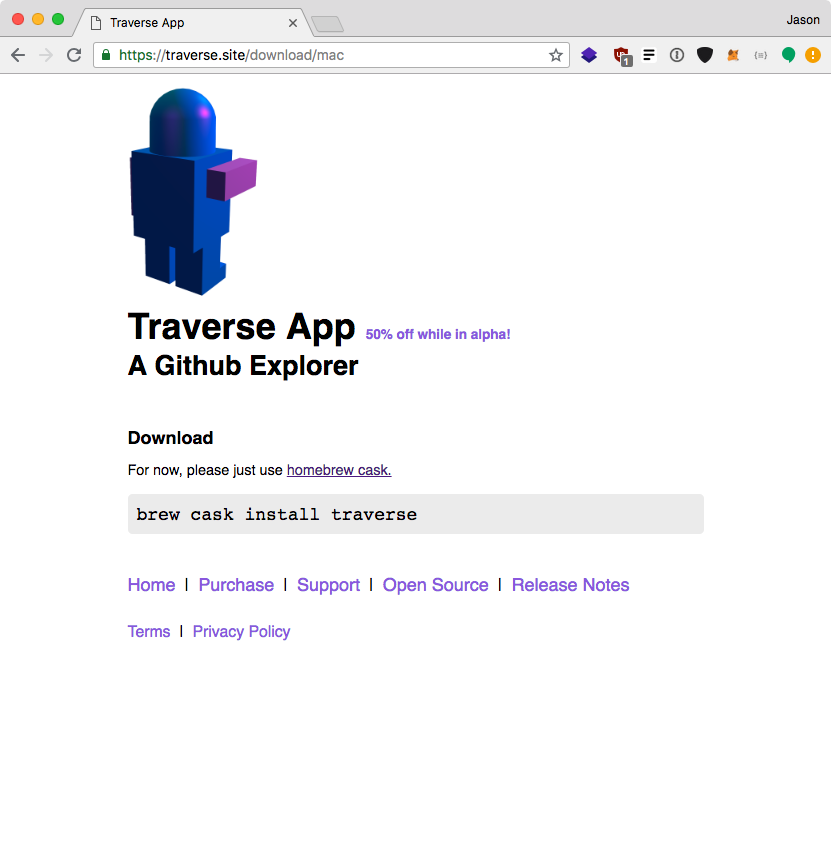 Traverse App
Jason
https://traverse.site/download/mac
1
Traverse App 50% off while in alpha!
A Github Explorer
Download
For now, please just use homebrew cask.
brew cask install traverse
Home | Purchase | Support | Open Source | Release Notes
Terms | Privacy Policy